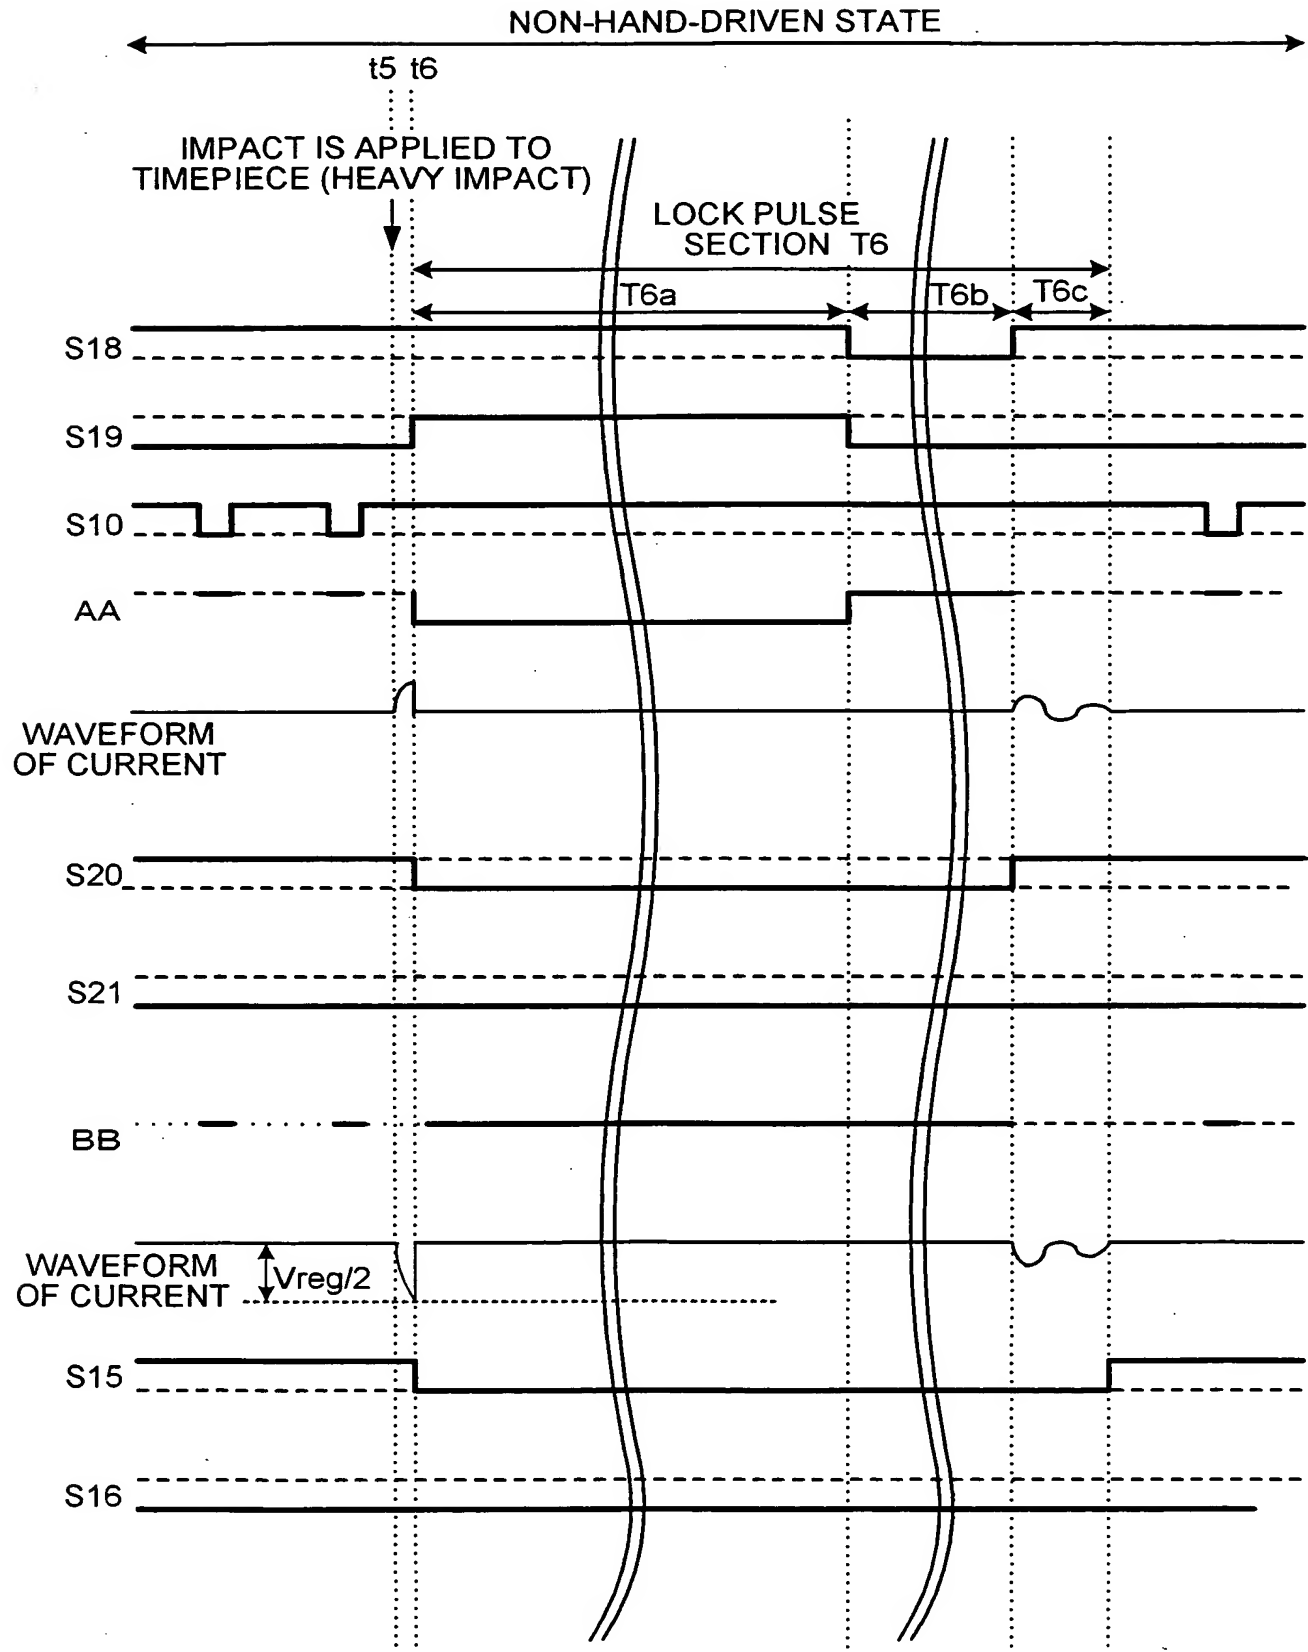 NON-HAND-DRIVEN STATE
t5 t6
IMPACT IS APPLIED TO
TIMEPIECE (HEAVY IMPACT)
LOCK PULSE
SECTION T6
T6a
T6b
T6c
S18
S19
S10
AA
WAVEFORM
OF CURRENT
S20
S21
BB
WAVEFORM
OF CURRENT
Vreg/2
S15
S16